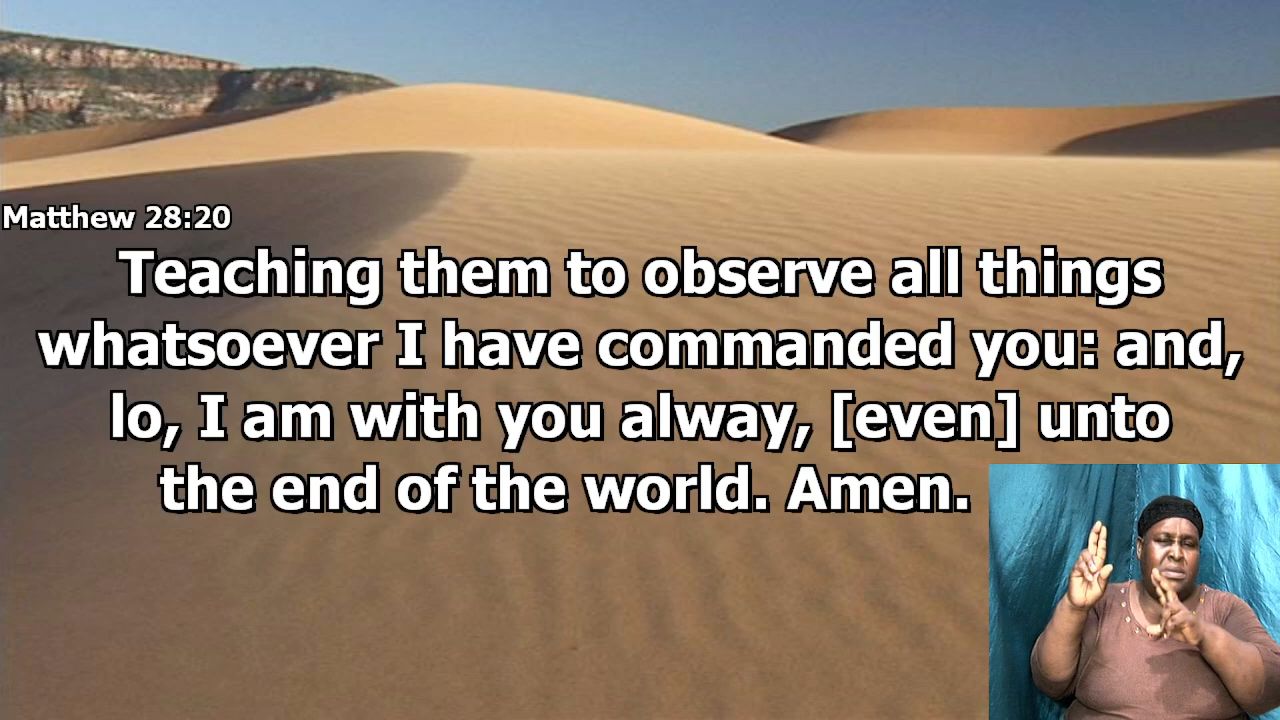 Matthew 28:20
Teaching them to observe all things
whatsoever I have commanded you: and,
lo, I am with you alway, [even] unto
the end of the world. Amen.